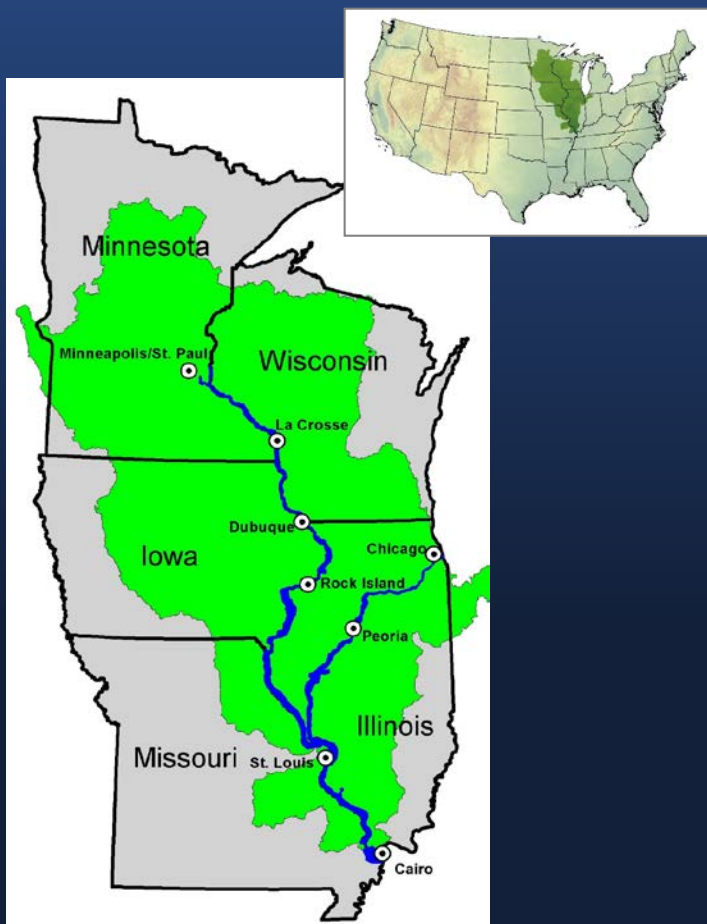 Minnesota
Minneapolis/St. Paul
Wisconsin
La Crosse
Dubuque
Iowa
Chicago
Rock Island
Peoria
Illinois
Missouri
St. Louis
Cairo